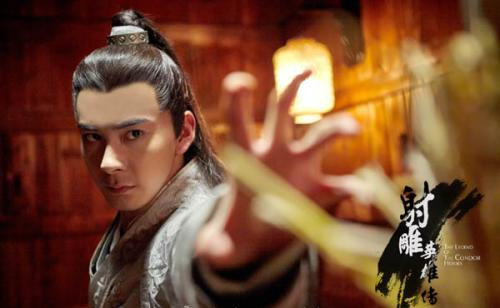 射雕英雄传
THE LEGEND
OF
THE CONDOR
HEROES